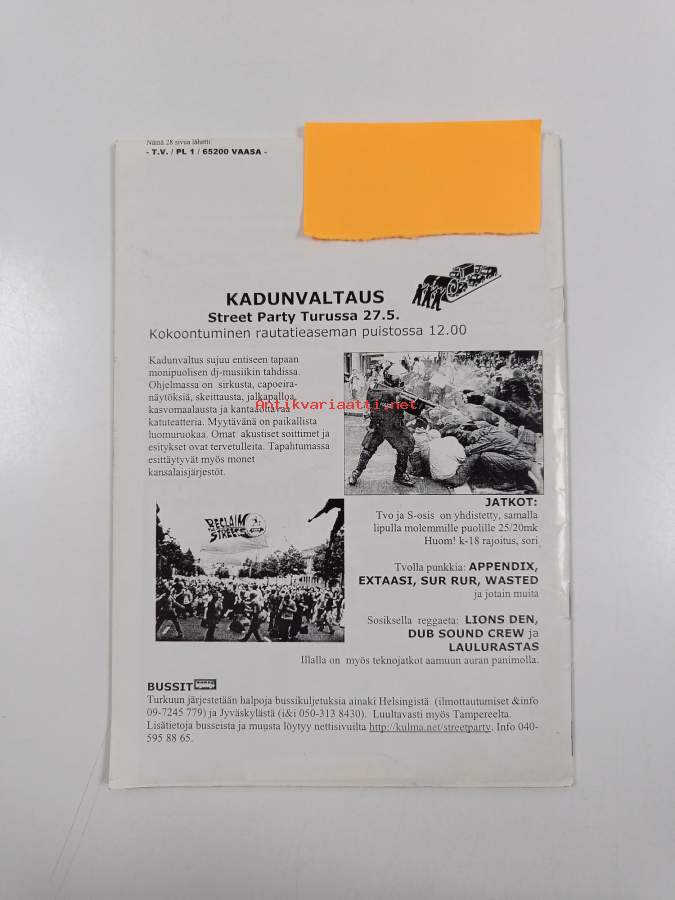 Nämä 28 sivua lähetti:
- T.V. / PL 1 / 65200 VAASA -
KADUNVALTAUS
Street Party Turussa 27.5.
Kokoontuminen rautatieaseman puistossa 12.00
Kadunvaltus sujuu entiseen tapaan
monipuolisen dj-musiikin tahdissa.
Ohjelmassa on sirkusta, capoeira-
näytöksiä, skeittausta, jalkapalloa,
kasvomaalausta ja kantaaottavaa
katuteatteria. Myytävänä on paikallista
luomuruokaa. Omat akustiset soittimet ja
esitykset ovat tervetulleita. Tapahtumassa
esittäytyvät myös monet
kansalaisjärjestöt.
Antikvariaatti.net
RECLAIM
THE
STREETS
JATKOT:
Tvo ja S-osis on yhdistetty, samalla
lipulla molemmille puolille 25/20mk
Huom! k-18 rajoitus, sori
Tvolla punkkia: APPENDIX,
EXTAASI, SUR RUR, WASTED
ja jotain muita
Sosiksella reggaeta: LIONS DEN,
DUB SOUND CREW ja
LAULURASTAS
Illalla on myös teknojatkot aamuun auran panimolla.
BUSSIT
Turkuun järjestetään halpoja bussikuljetuksia ainaki Helsingistä (ilmottautumiset &info
09-7245 779) ja Jyväskylästä (i&i 050-313 8430). Luultavasti myös Tampereelta.
Lisätietoja busseista ja muusta löytyy nettisivuilta http://kulma.net/streetparty. Info 040-
595 88 65.